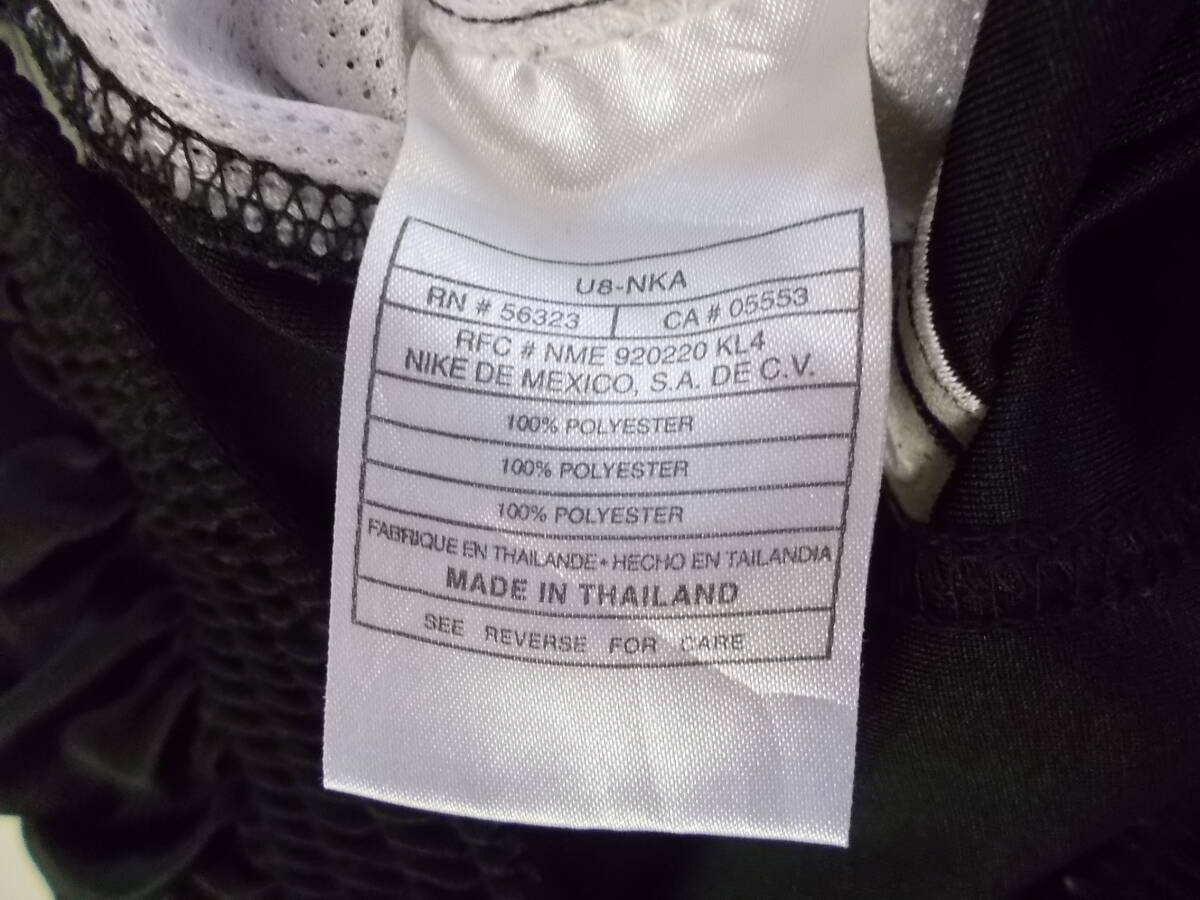 U8-NKA
RN # 56323 CA # 05553
RFC # NME 920220 KL4
NIKE DE MEXICO, S.A. DE C.V.
100% POLYESTER
100% POLYESTER
100% POLYESTER
FABRIQUE EN THAILANDE • HECHO EN TAILANDIA
MADE IN THAILAND
SEE REVERSE FOR CARE